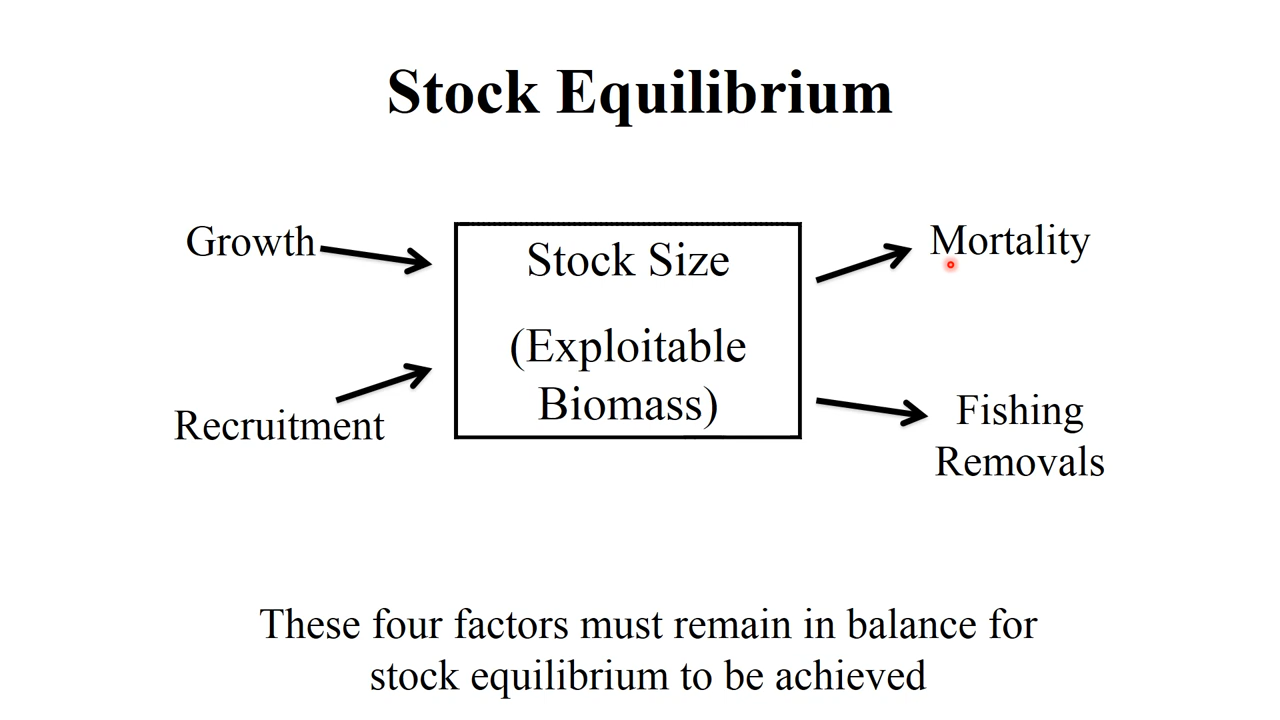 Stock Equilibrium
Growth
Stock Size
Mortality
(Exploitable
Biomass)
Recruitment
Fishing
Removals
These four factors must remain in balance for
stock equilibrium to be achieved